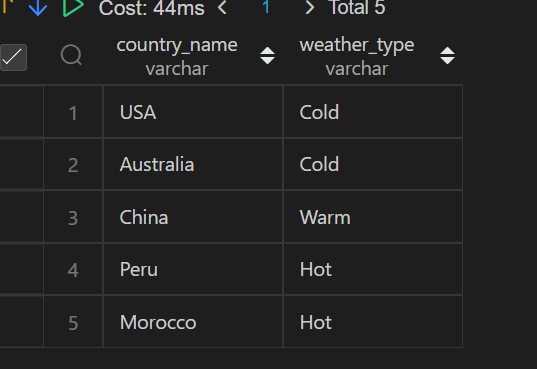 Cost: 44ms < 1 > Total 5
country_name weather_type
varchar varchar
1 USA Cold
2 Australia Cold
3 China Warm
4 Peru Hot
5 Morocco Hot